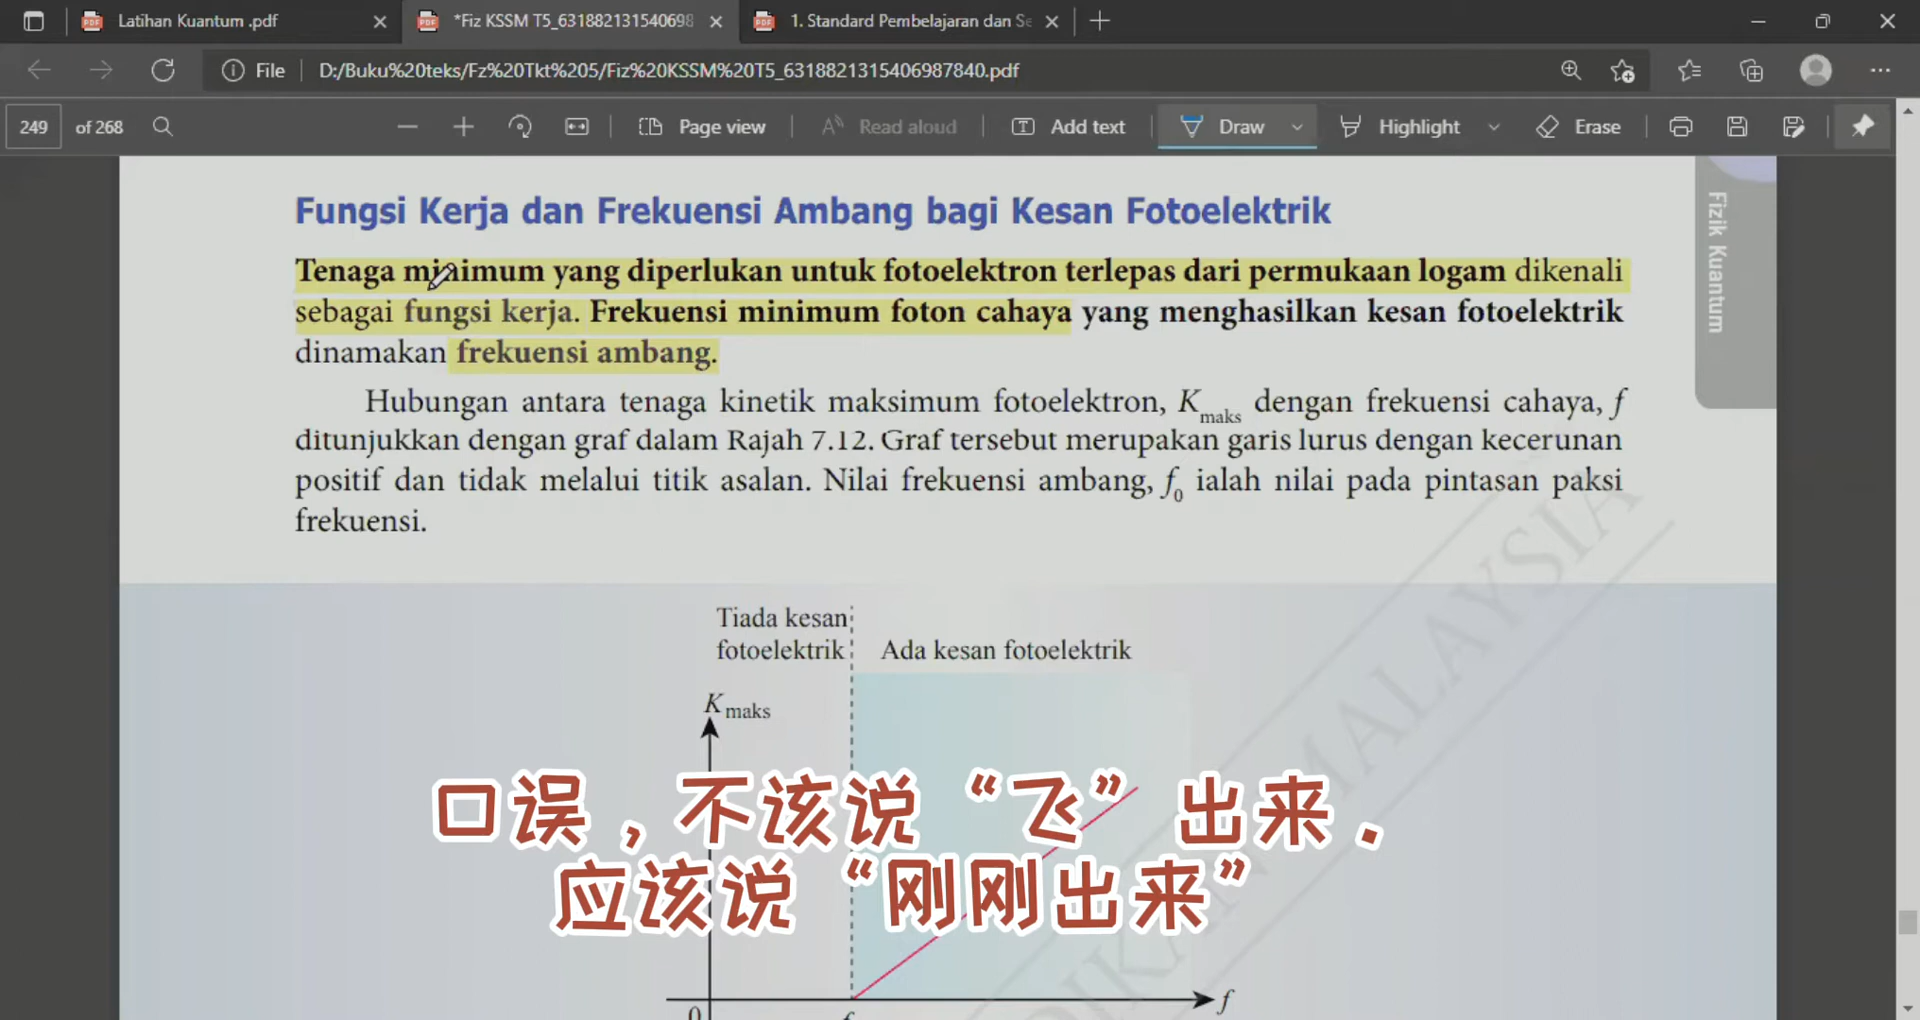 Latihan Kuantum .pdf
*Fiz KSSM T5_631882131540698
1. Standard Pembelajaran dan Se
File
D:/Buku%20teks/Fz%20Tkt%205/Fiz%20KSSM%20T5_6318821315406987840.pdf
249 of 268
Page view
Read aloud
Add text
Draw
Highlight
Erase
Fungsi Kerja dan Frekuensi Ambang bagi Kesan Fotoelektrik
Fizik Kuantum
Tenaga minimum yang diperlukan untuk fotoelektron terlepas dari permukaan logam dikenali
sebagai fungsi kerja. Frekuensi minimum foton cahaya yang menghasilkan kesan fotoelektrik
dinamakan frekuensi ambang.
Hubungan antara tenaga kinetik maksimum fotoelektron, K maks dengan frekuensi cahaya, f
ditunjukkan dengan graf dalam Rajah 7.12. Graf tersebut merupakan garis lurus dengan kecerunan
positif dan tidak melalui titik asalan. Nilai frekuensi ambang, f0 ialah nilai pada pintasan paksi
frekuensi.
Tiada kesan
fotoelektrik
Ada kesan fotoelektrik
K maks
口误，不该说“飞”出来．
应该说“刚刚出来”
f
0
MALAYSIA